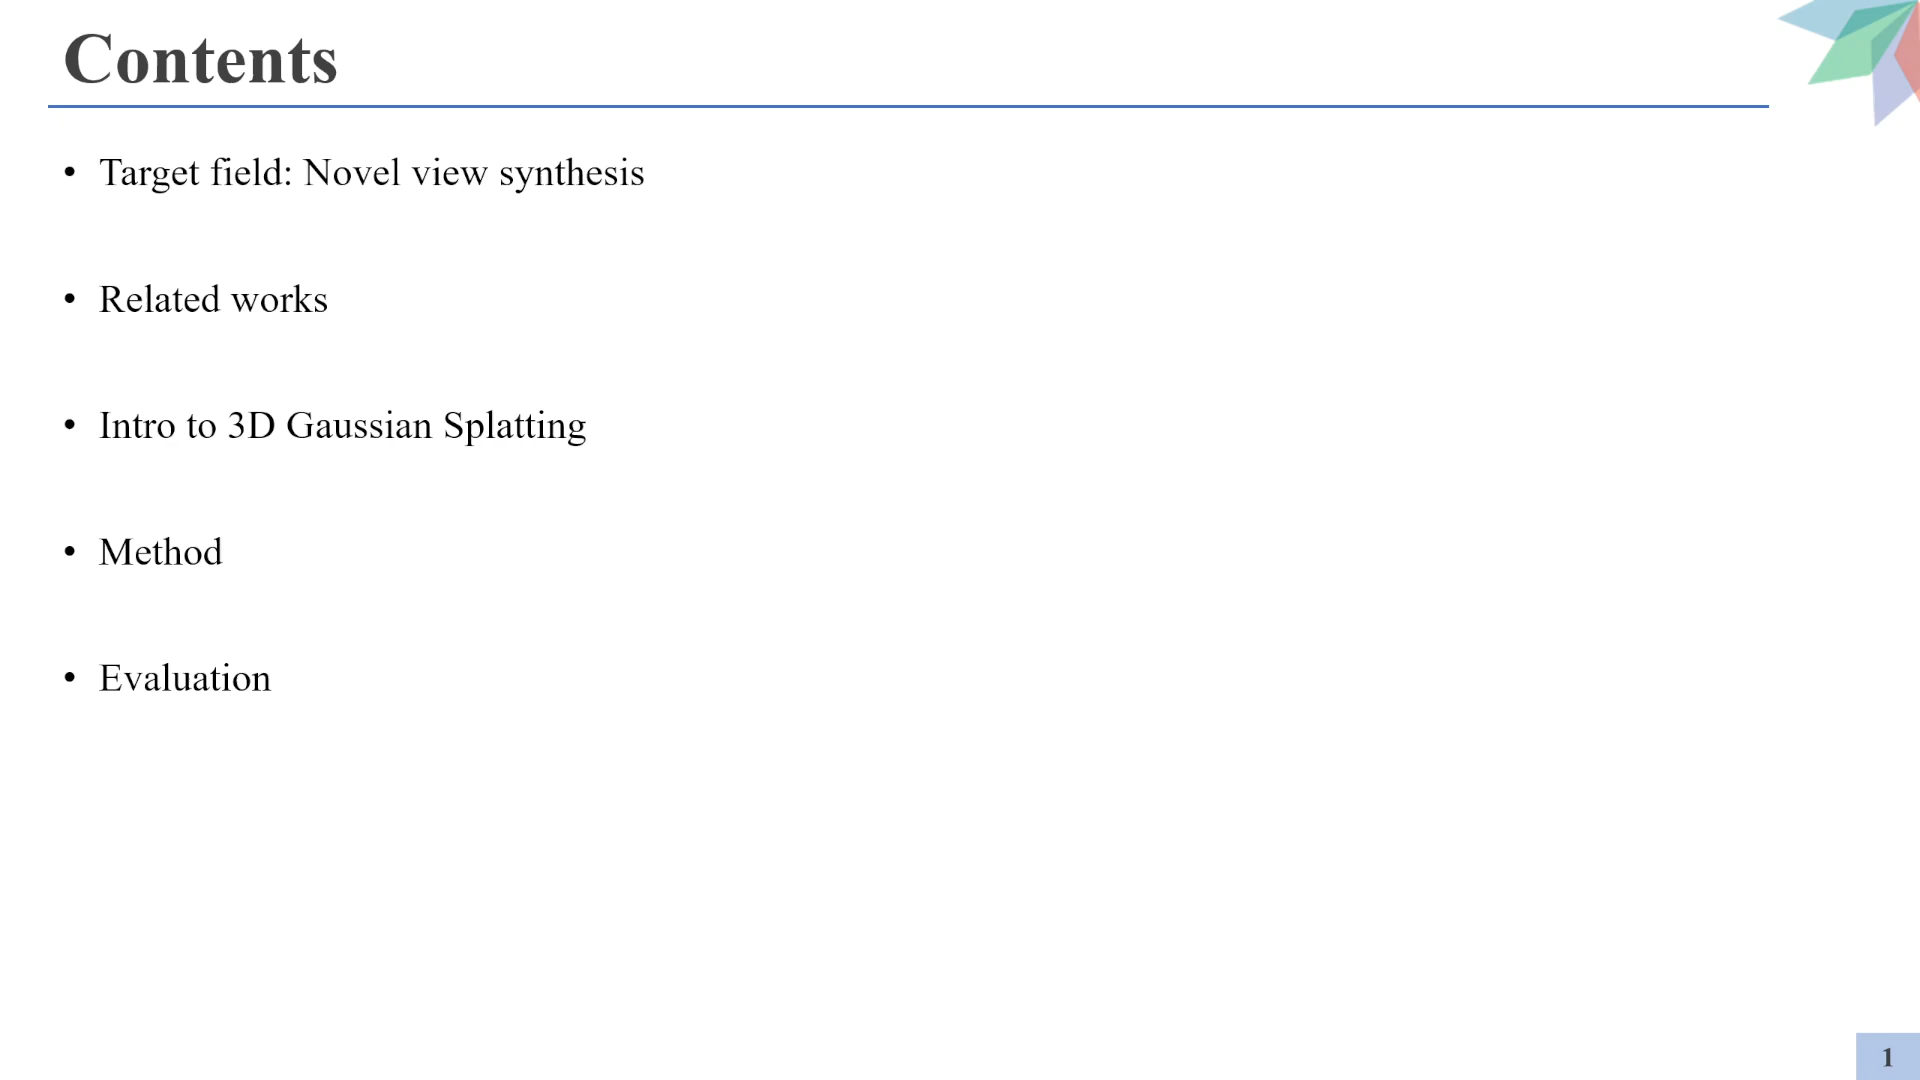 Contents
• Target field: Novel view synthesis
• Related works
• Intro to 3D Gaussian Splatting
• Method
• Evaluation
1